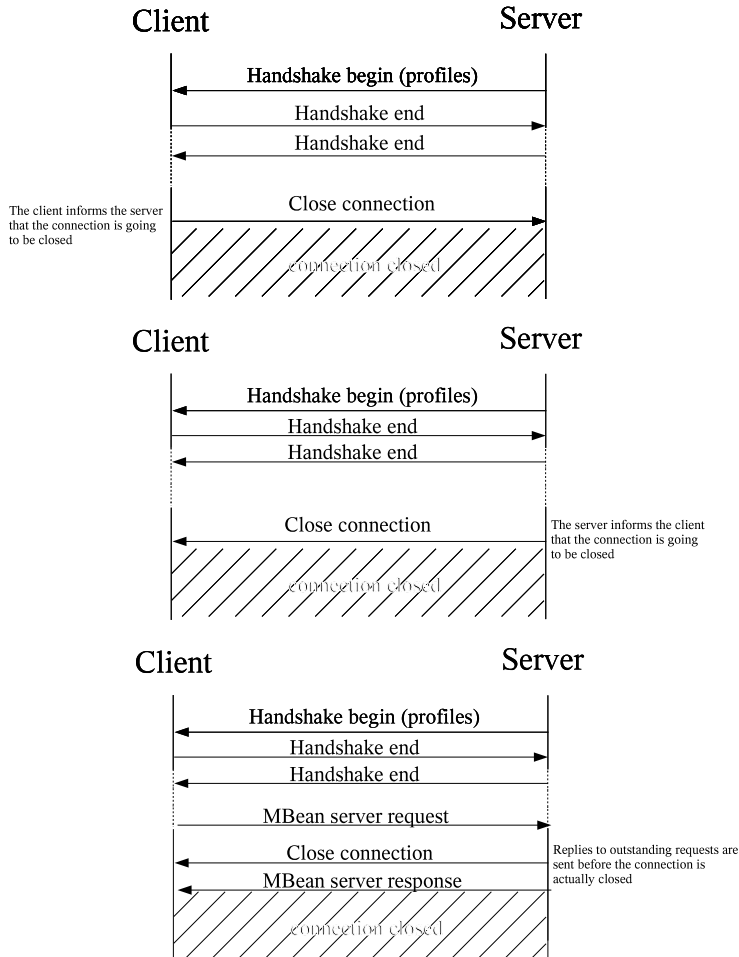 Client Server
Handshake begin (profiles)
Handshake end
Handshake end
Close connection
The client informs the server
that the connection is going
to be closed
connection closed
Client Server
Handshake begin (profiles)
Handshake end
Handshake end
Close connection
The server informs the client
that the connection is going
to be closed
connection closed
Client Server
Handshake begin (profiles)
Handshake end
Handshake end
MBean server request
Close connection
Replies to outstanding requests are
sent before the connection is
actually closed
MBean server response
connection closed